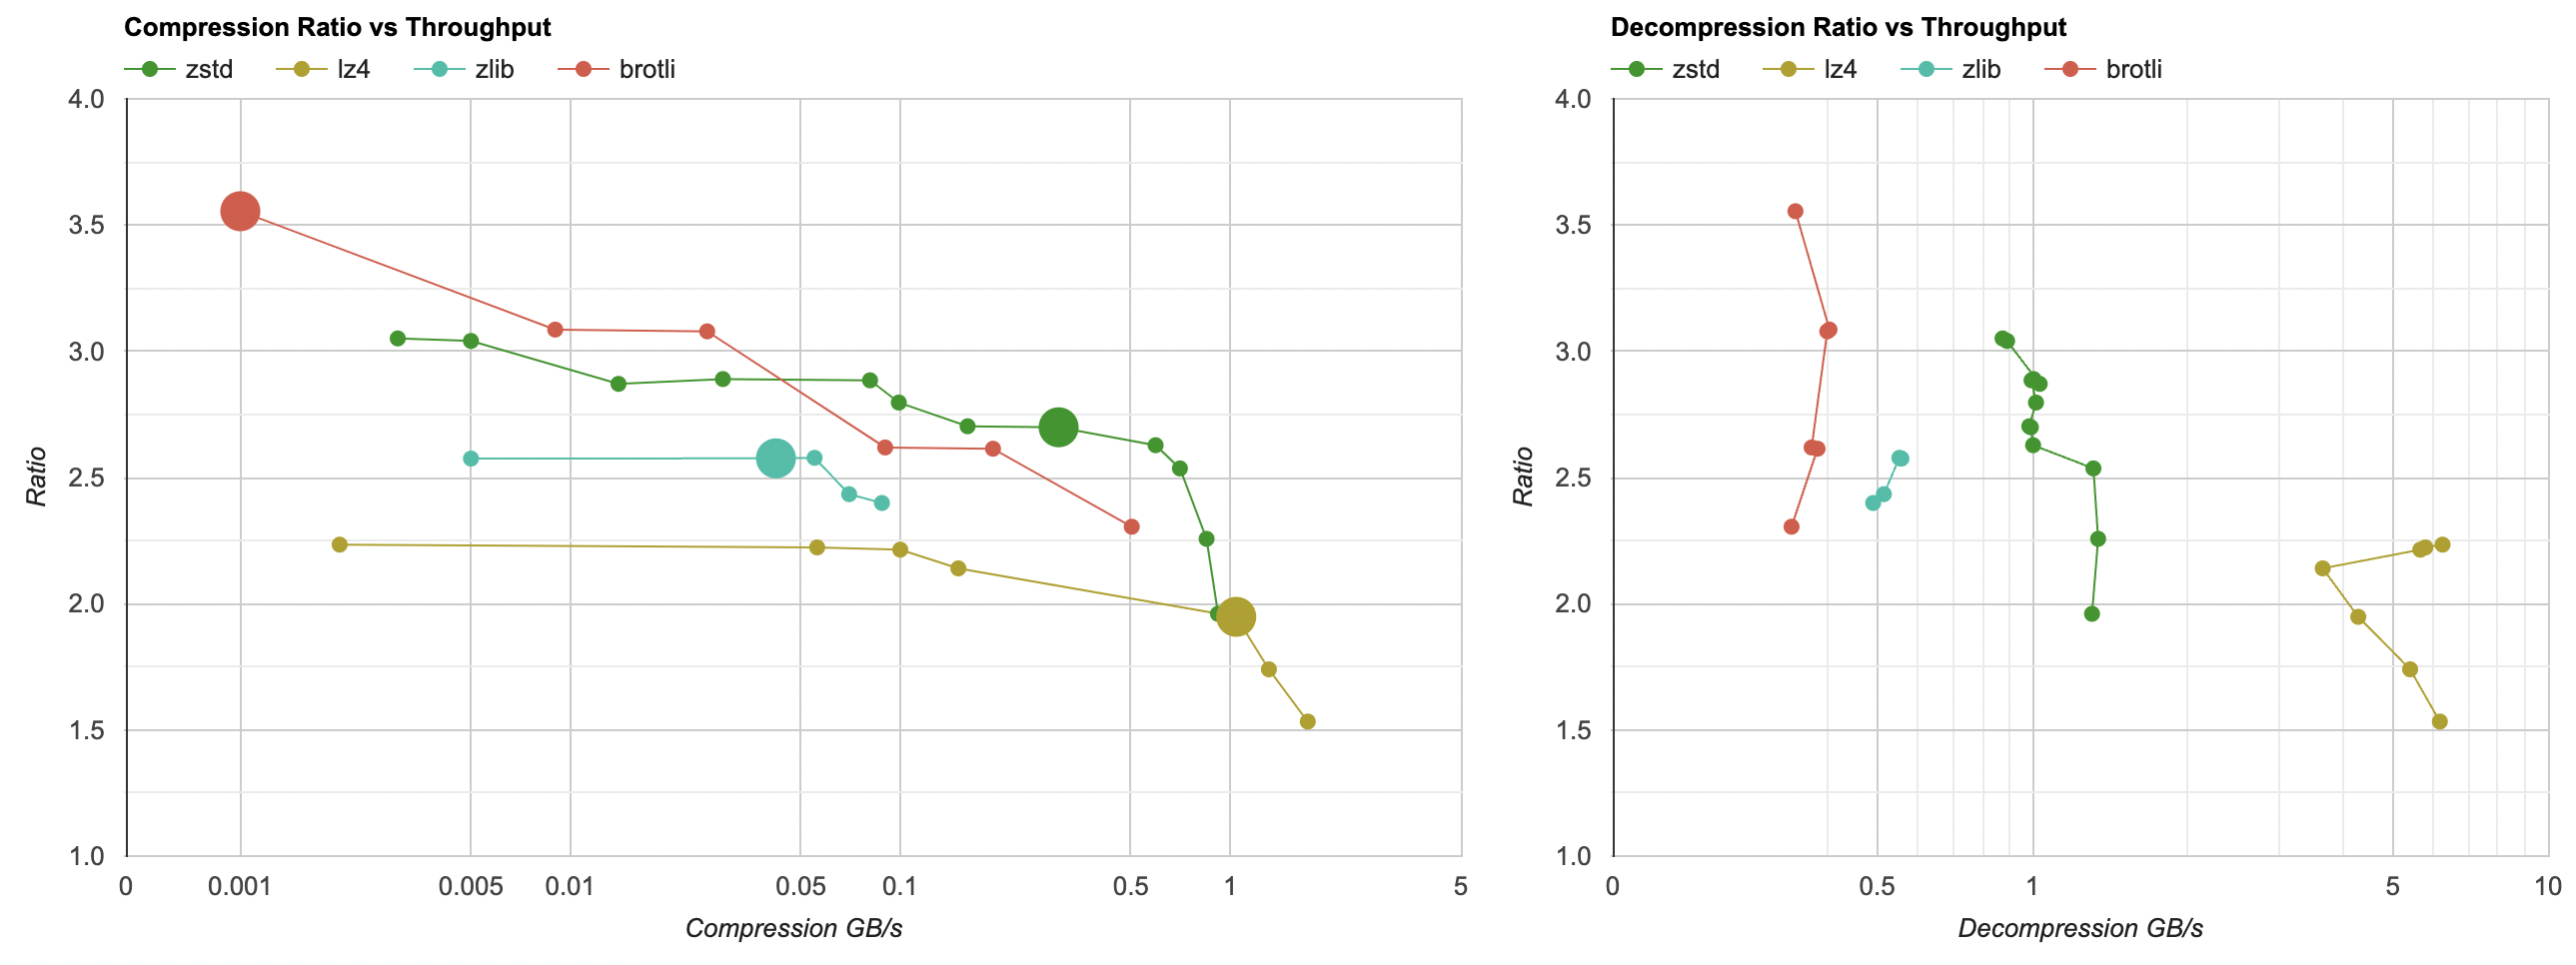 Compression Ratio vs Throughput
zstd lz4 zlib brotli
4.0
3.5
3.0
2.5
2.0
1.5
1.0
Ratio
0 0.001 0.005 0.01 0.05 0.1 0.5 1 5
Compression GB/s
Decompression Ratio vs Throughput
zstd lz4 zlib brotli
4.0
3.5
3.0
2.5
2.0
1.5
1.0
Ratio
0 0.5 1 5 10
Decompression GB/s